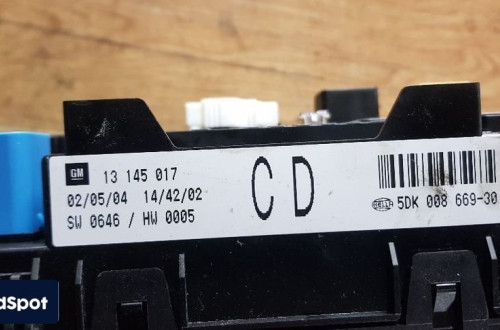 GM 13 145 017
02/05/04 14/42/02
SW 0646 / HW 0005
CD
HELLA 5DK 008 669-30
dSpot